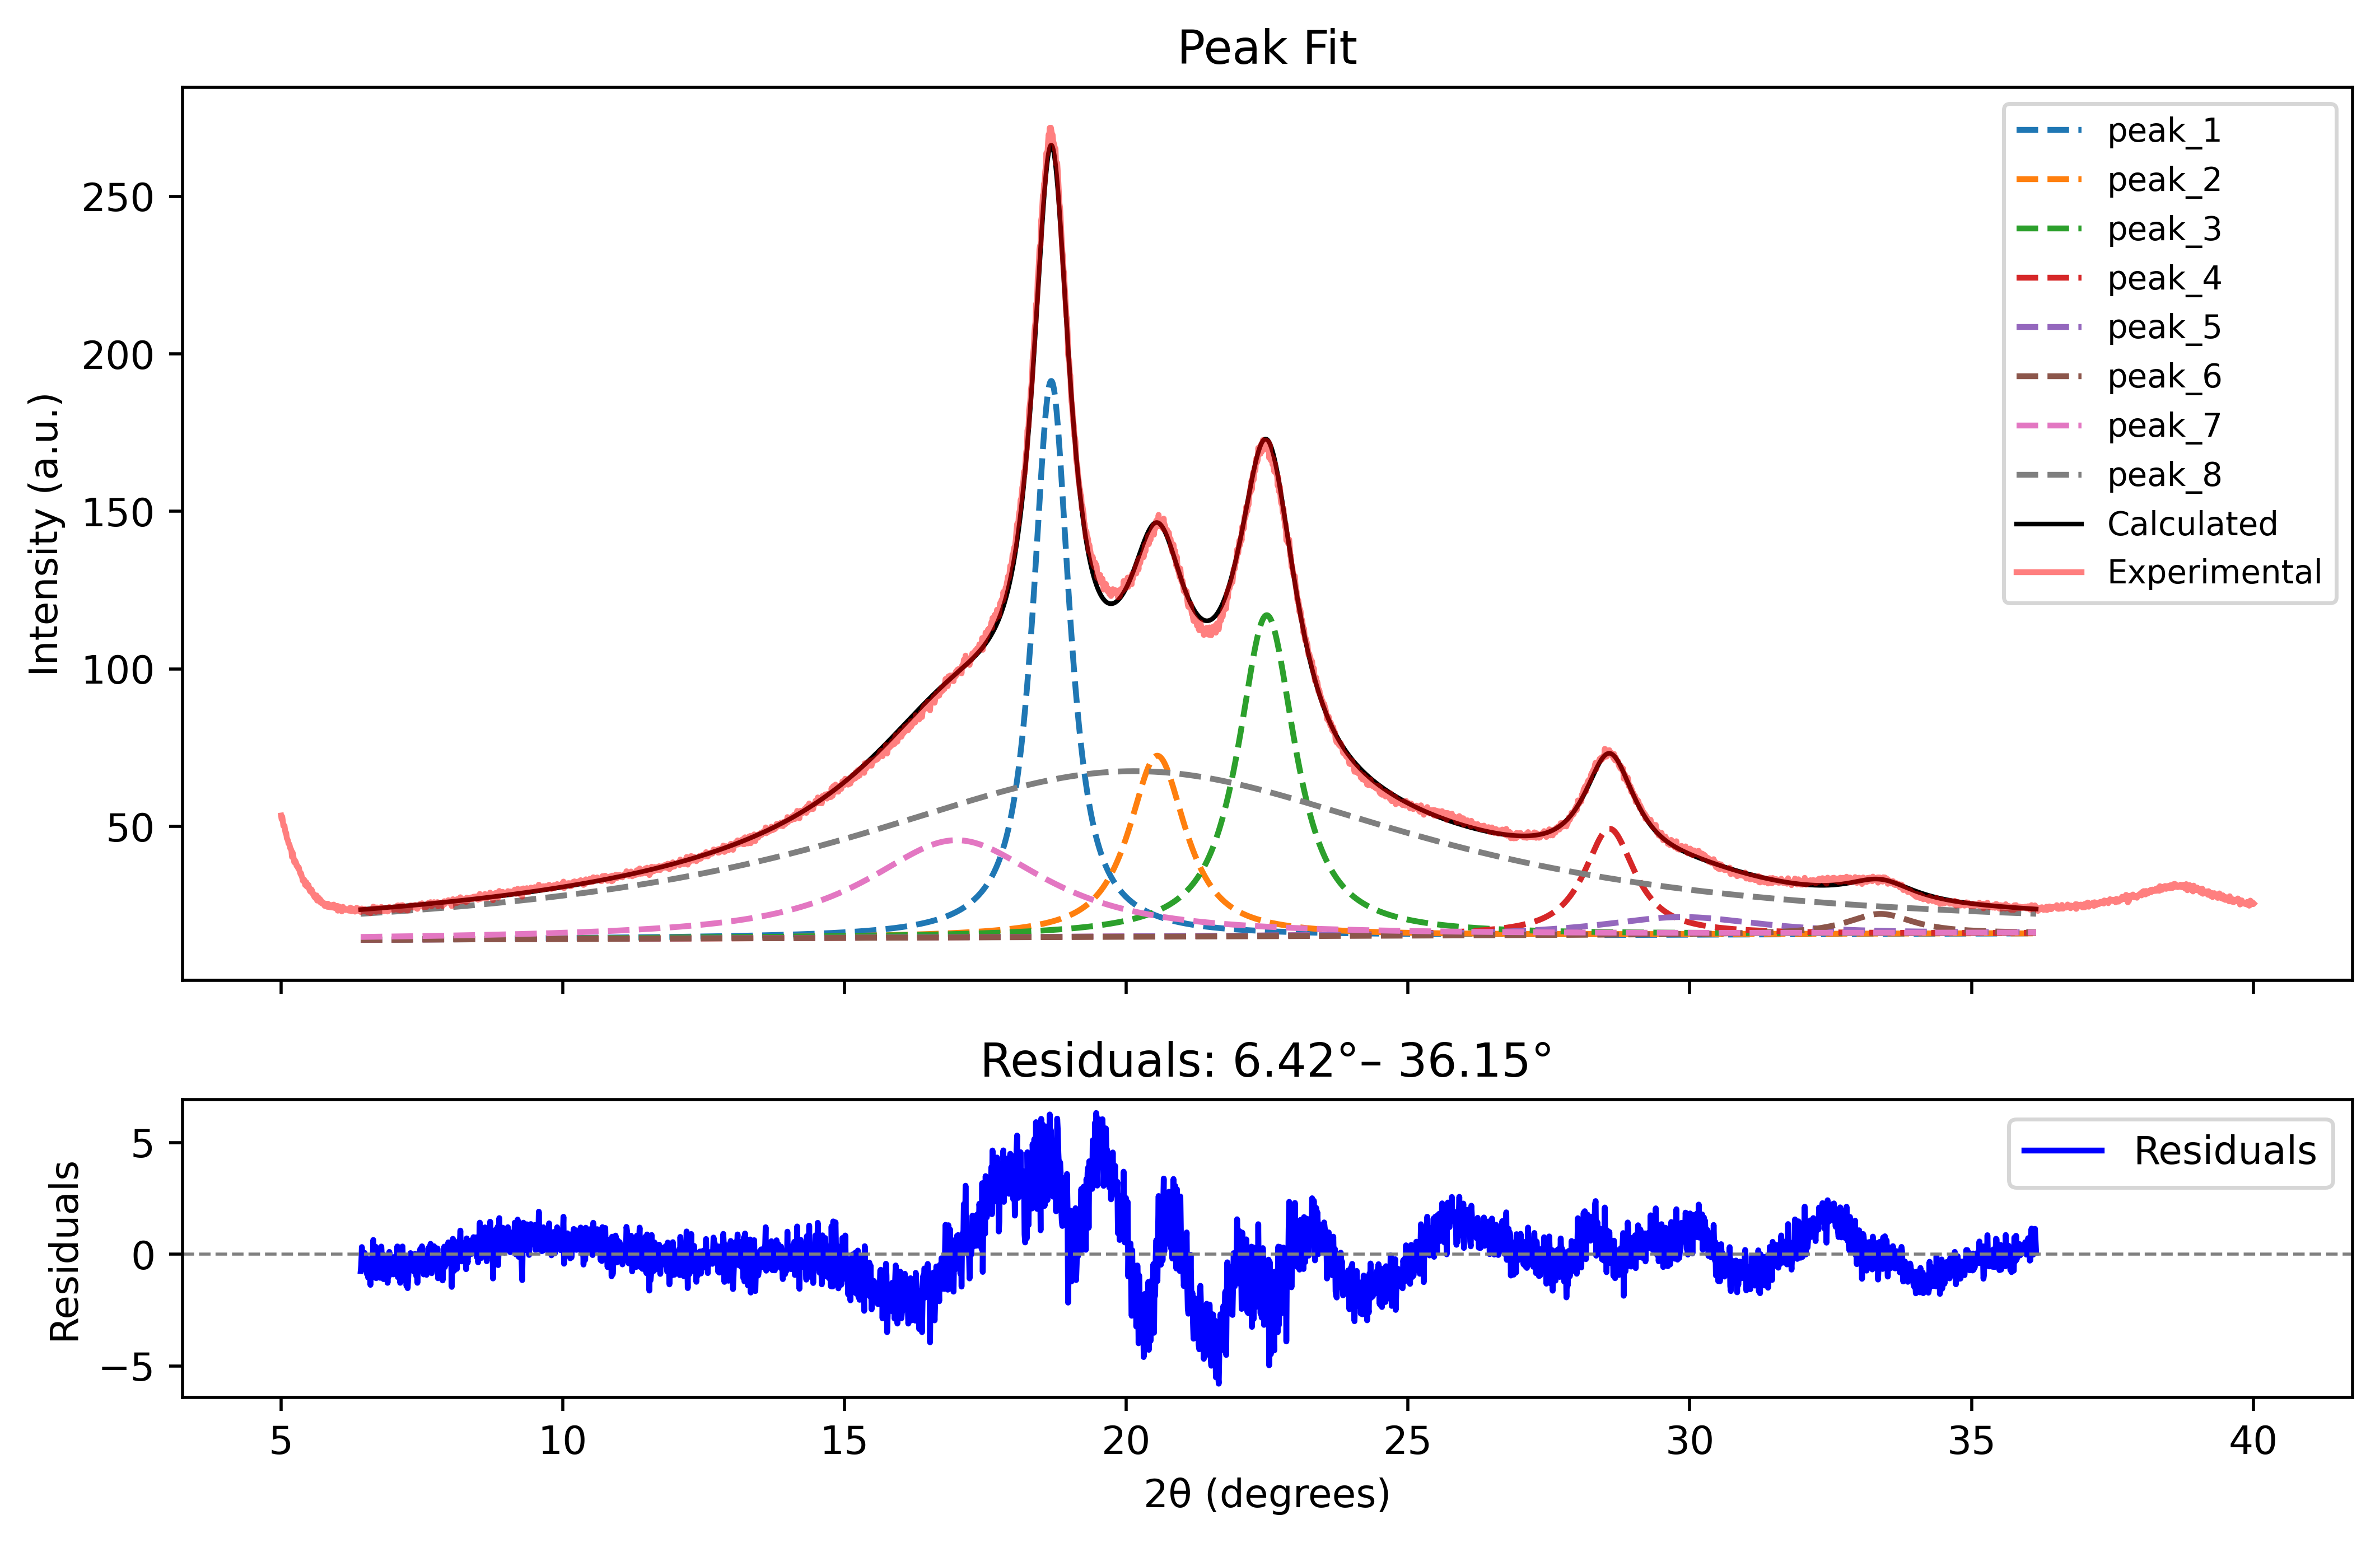 Peak Fit
Intensity (a.u.)
250
200
150
100
50
peak_1
peak_2
peak_3
peak_4
peak_5
peak_6
peak_7
peak_8
Calculated
Experimental
Residuals: 6.42°– 36.15°
Residuals
5
0
−5
Residuals
5 10 15 20 25 30 35 40
2θ (degrees)